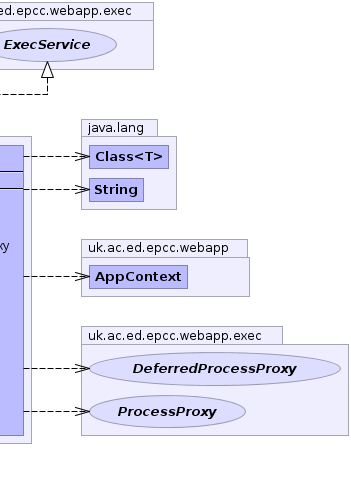 ed.epcc.webapp.exec
ExecService
java.lang
Class<T>
String
xy
uk.ac.ed.epcc.webapp
AppContext
uk.ac.ed.epcc.webapp.exec
DeferredProcessProxy
ProcessProxy